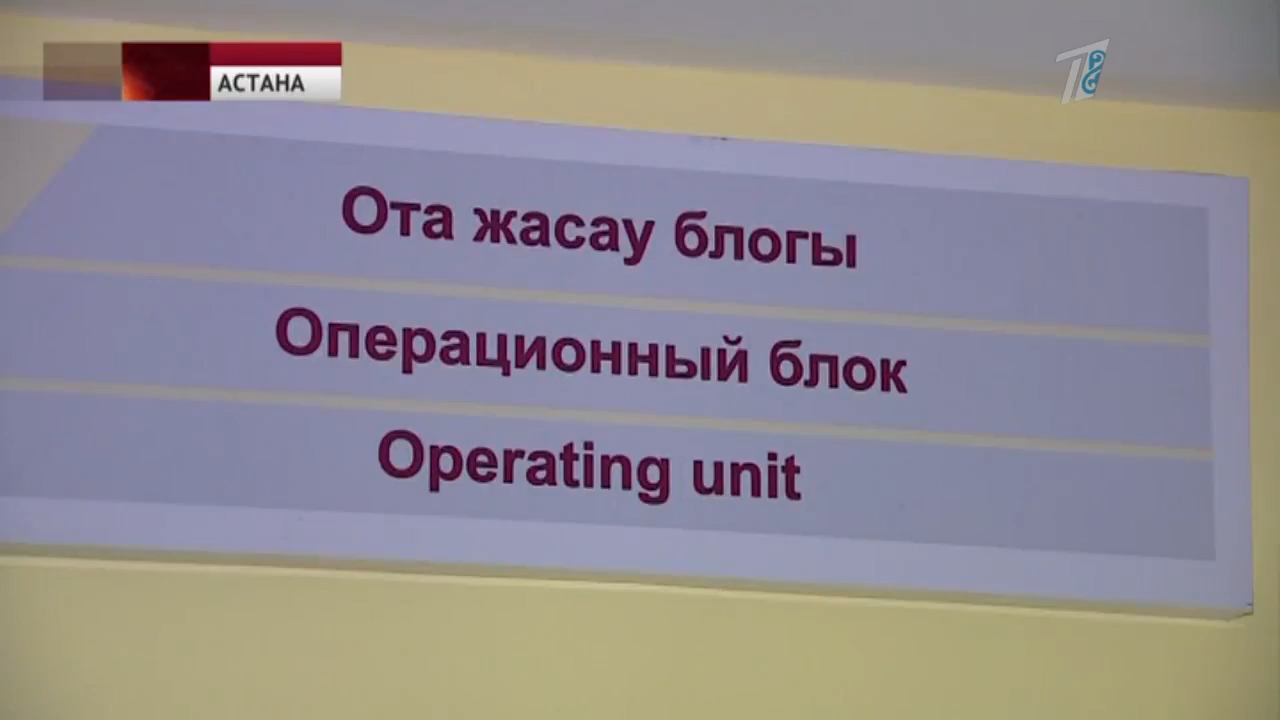 АСТАНА
Ота жасау блогы
Операционный блок
Operating unit